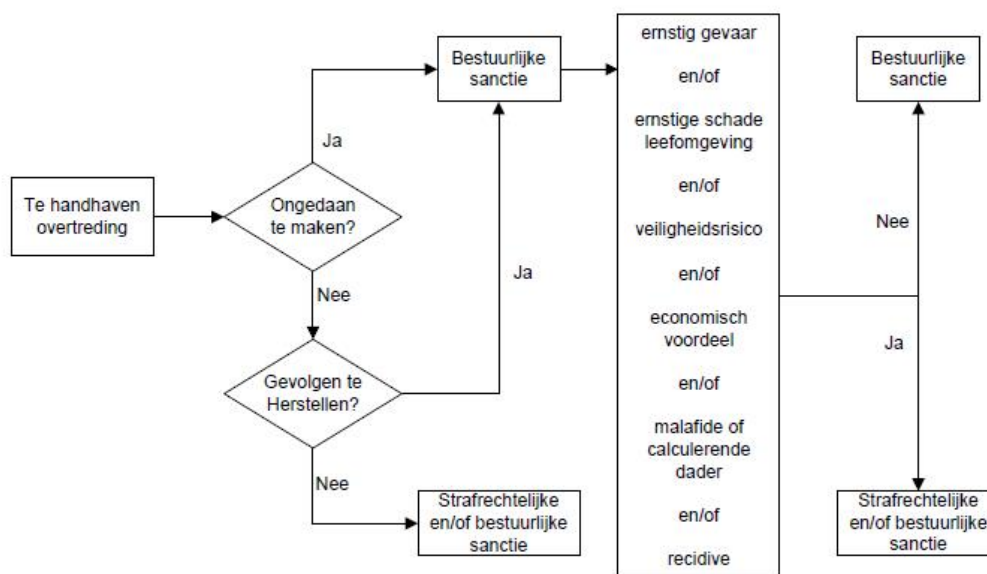 Te handhaven
overtreding
Ongedaan
te maken?
Ja
Nee
Gevolgen te
Herstellen?
Ja
Nee
Bestuurlijke
sanctie
Strafrechtelijke
en/of bestuurlijke
sanctie
ernstig gevaar
en/of
ernstige schade
leefomgeving
en/of
veiligheidsrisico
en/of
economisch
voordeel
en/of
malafide of
calculerende
dader
en/of
recidive
Nee
Bestuurlijke
sanctie
Ja
Strafrechtelijke
en/of bestuurlijke
sanctie